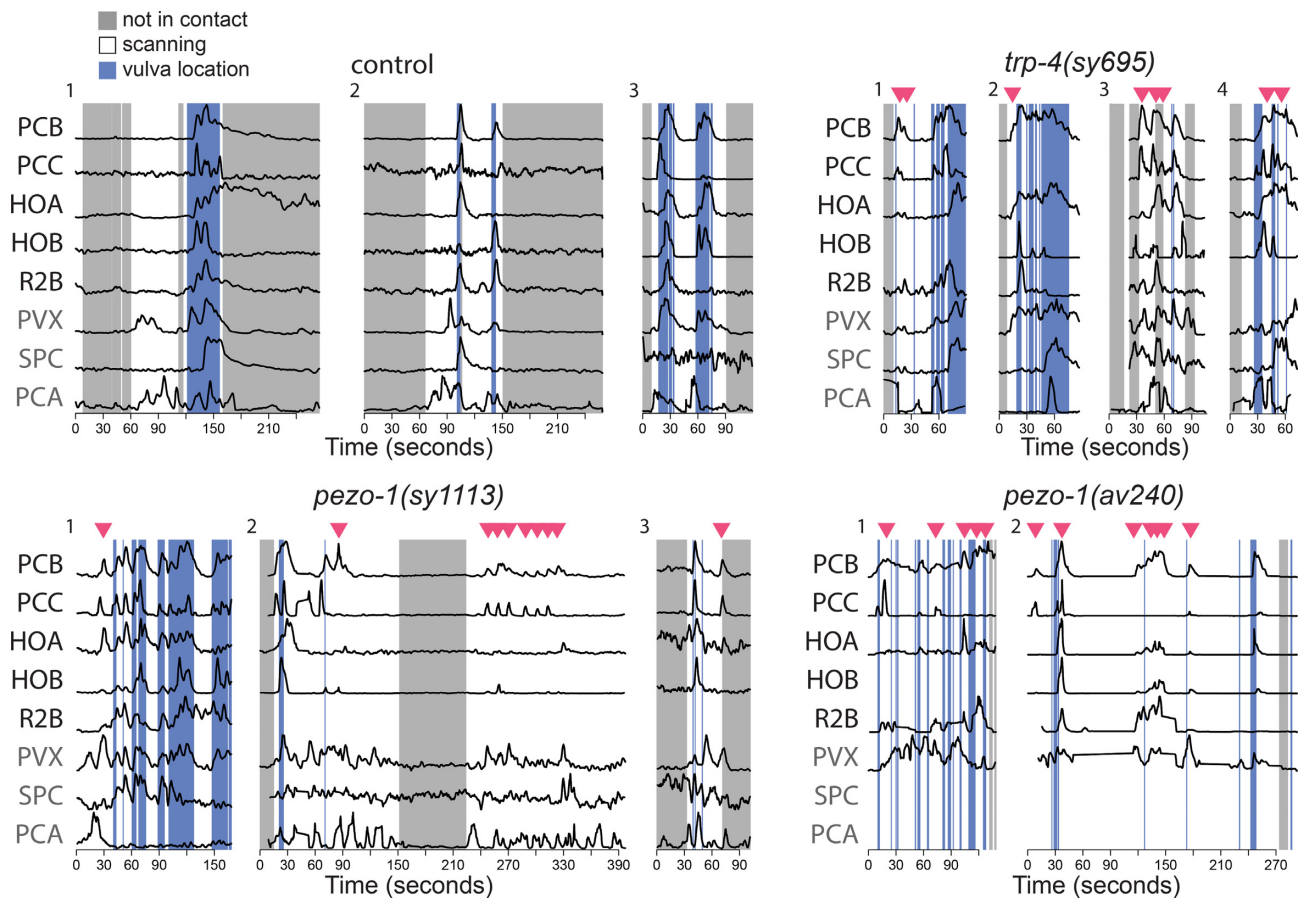 not in contact
scanning
vulva location
control
1
2
3
PCB
PCC
HOA
HOB
R2B
PVX
SPC
PCA
0 30 90 150 210
0 30 90 150 210
0 30 60 90
Time (seconds)
trp-4(sy695)
1
2
3
4
PCB
PCC
HOA
HOB
R2B
PVX
SPC
PCA
0 30 60
0 30 60
0 30 60 90
0 30 60
Time (seconds)
pezo-1(sy1113)
1
2
3
PCB
PCC
HOA
HOB
R2B
PVX
SPC
PCA
0 30 90 150
0 30 90 150 210 270 330 390
0 30 60 90
Time (seconds)
pezo-1(av240)
1
2
PCB
PCC
HOA
HOB
R2B
PVX
SPC
PCA
0 30 90
0 30 90 150 210 270
Time (seconds)